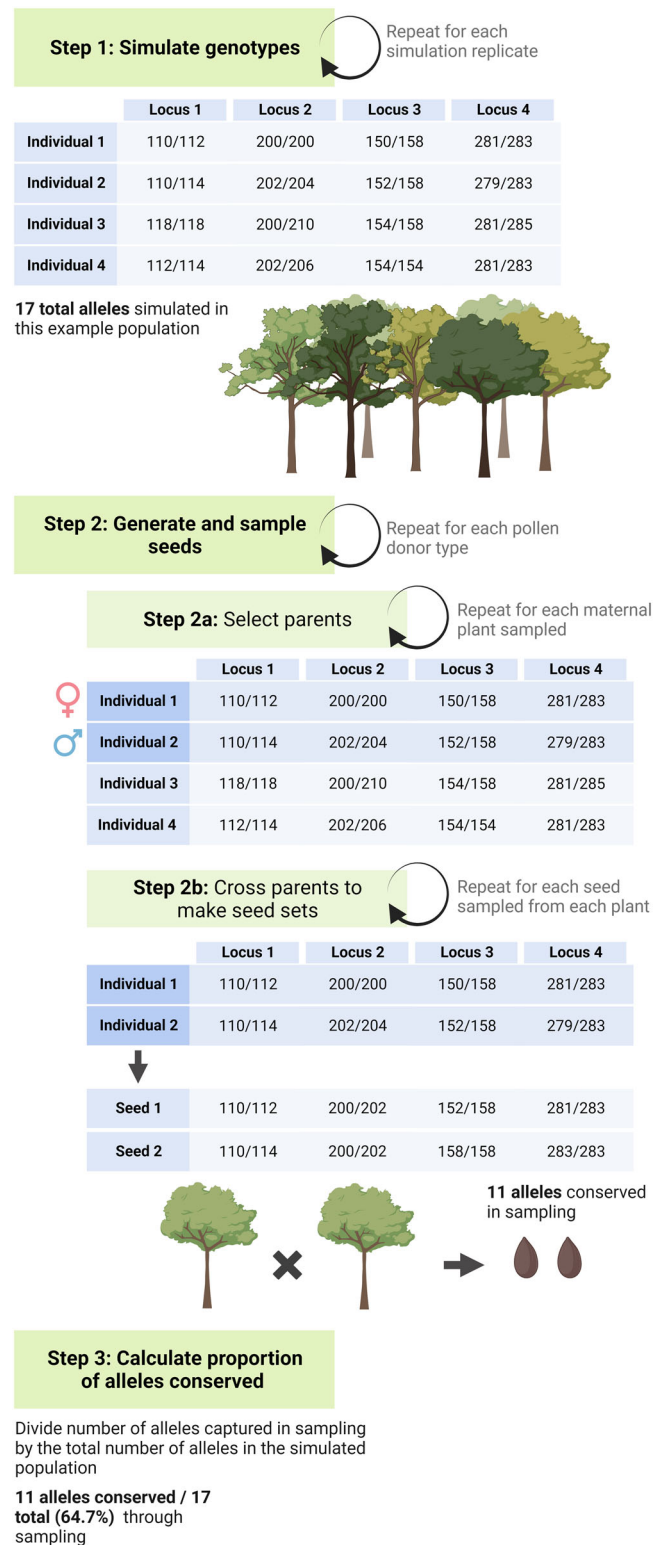 Step 1: Simulate genotypes
Repeat for each
simulation replicate
Locus 1 Locus 2 Locus 3 Locus 4
Individual 1 110/112 200/200 150/158 281/283
Individual 2 110/114 202/204 152/158 279/283
Individual 3 118/118 200/210 154/158 281/285
Individual 4 112/114 202/206 154/154 281/283
17 total alleles simulated in
this example population
Step 2: Generate and sample
seeds
Repeat for each pollen
donor type
Step 2a: Select parents
Repeat for each maternal
plant sampled
Locus 1 Locus 2 Locus 3 Locus 4
Individual 1 110/112 200/200 150/158 281/283
Individual 2 110/114 202/204 152/158 279/283
Individual 3 118/118 200/210 154/158 281/285
Individual 4 112/114 202/206 154/154 281/283
Step 2b: Cross parents to
make seed sets
Repeat for each seed
sampled from each plant
Locus 1 Locus 2 Locus 3 Locus 4
Individual 1 110/112 200/200 150/158 281/283
Individual 2 110/114 202/204 152/158 279/283
Seed 1 110/112 200/202 152/158 281/283
Seed 2 110/114 200/202 158/158 283/283
11 alleles conserved
in sampling
Step 3: Calculate proportion
of alleles conserved
Divide number of alleles captured in sampling
by the total number of alleles in the simulated
population
11 alleles conserved / 17
total (64.7%) through
sampling